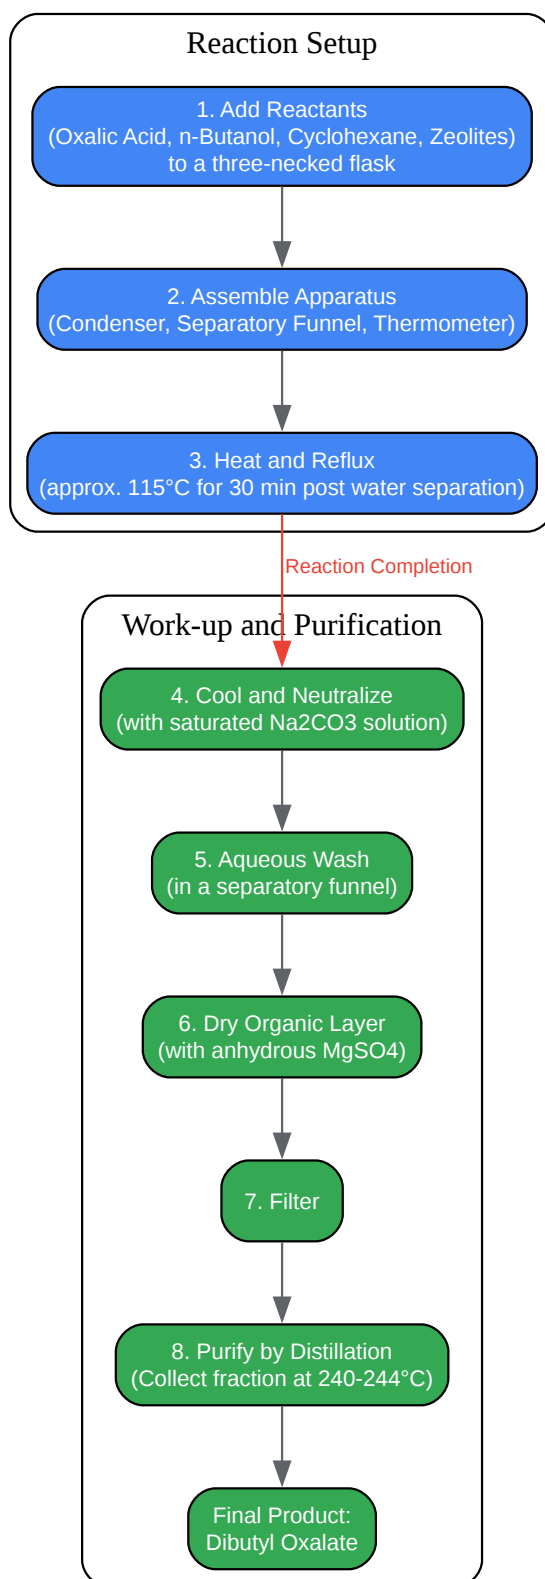 Reaction Setup
1. Add Reactants
(Oxalic Acid, n-Butanol, Cyclohexane, Zeolites)
to a three-necked flask
2. Assemble Apparatus
(Condenser, Separatory Funnel, Thermometer)
3. Heat and Reflux
(approx. 115°C for 30 min post water separation)
Reaction Completion
Work-up and Purification
4. Cool and Neutralize
(with saturated Na2CO3 solution)
5. Aqueous Wash
(in a separatory funnel)
6. Dry Organic Layer
(with anhydrous MgSO4)
7. Filter
8. Purify by Distillation
(Collect fraction at 240-244°C)
Final Product:
Dibutyl Oxalate